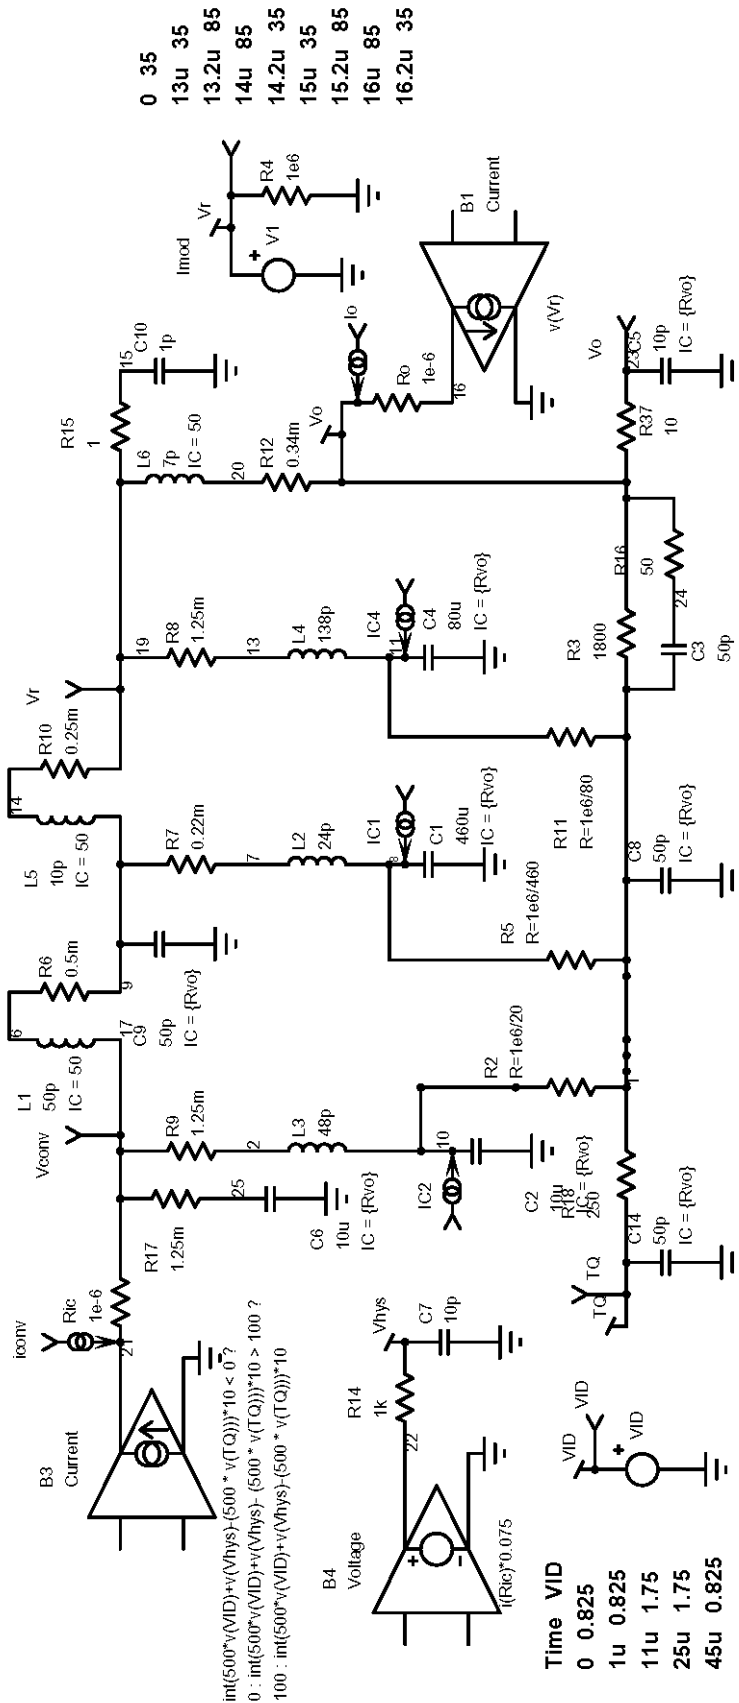 B3
Current
int(500*v(VID)+v(Vhys)-(500 * v(TQ)))*10 < 0 ?
0 : int(500*v(VID)+v(Vhys)- (500 * v(TQ)))*10 > 100 ?
100 : int(500*v(VID)+v(Vhys)-(500 * v(TQ)))*10
iconv
21
Ric
1e-6
R17
1.25m
25
C6
10u
IC = {Rvo}
Vconv
R9
1.25m
2
L3
48p
10
IC2
C2
10u
IC = {Rvo}
L1
50p
IC = 50
6
R6
0.5m
9
17
C9
50p
IC = {Rvo}
L5
10p
IC = 50
14
R10
0.25m
R7
0.22m
7
L2
24p
8
IC1
C1
460u
IC = {Rvo}
Vr
19
R8
1.25m
13
L4
138p
11
IC4
C4
80u
IC = {Rvo}
R15
1
15
C10
1p
L6
7p
IC = 50
20
R12
0.34m
Vo
Io
Ro
1e-6
16
B1
Current
v(Vr)
Imod
Vr
V1
R4
1e6
0 35
13u 35
13.2u 85
14u 85
14.2u 35
15u 35
15.2u 85
16u 85
16.2u 35
B4
Voltage
i(Ric)*0.075
22
R14
1k
Vhys
C7
10p
TQ
TQ
C14
50p
IC = {Rvo}
R18
250
1
R2
R=1e6/20
R5
R=1e6/460
R11
R=1e6/80
C8
50p
IC = {Rvo}
R3
1800
R16
50
24
C3
50p
R37
10
Vo
23
C5
10p
IC = {Rvo}
VID
VID
VID
Time VID
0 0.825
1u 0.825
11u 1.75
25u 1.75
45u 0.825